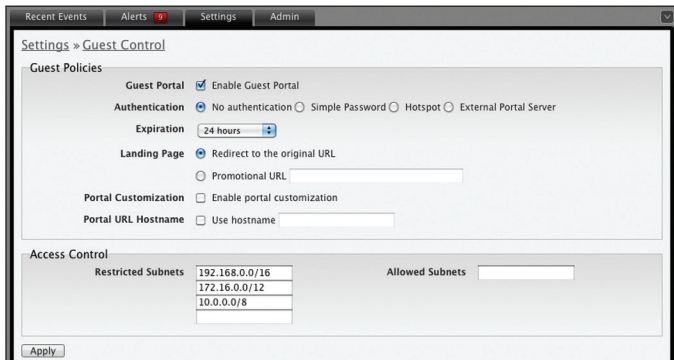 Recent Events Alerts 9 Settings Admin
Settings » Guest Control
Guest Policies
Guest Portal Enable Guest Portal
Authentication No authentication Simple Password Hotspot External Portal Server
Expiration 24 hours
Landing Page Redirect to the original URL
Promotional URL
Portal Customization Enable portal customization
Portal URL Hostname Use hostname
Access Control
Restricted Subnets 192.168.0.0/16 Allowed Subnets
172.16.0.0/12
10.0.0.0/8
Apply